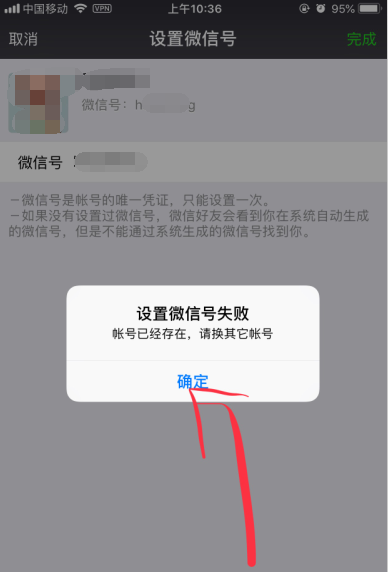 中国移动 VPN 上午10:36 95%
取消 设置微信号 完成
微信号：h g
微信号
－微信号是帐号的唯一凭证，只能设置一次。
－如果没有设置过微信号，微信好友会看到你在系统自动生成
的微信号，但是不能通过系统生成的微信号找到你。
设置微信号失败
帐号已经存在，请换其它帐号
确定